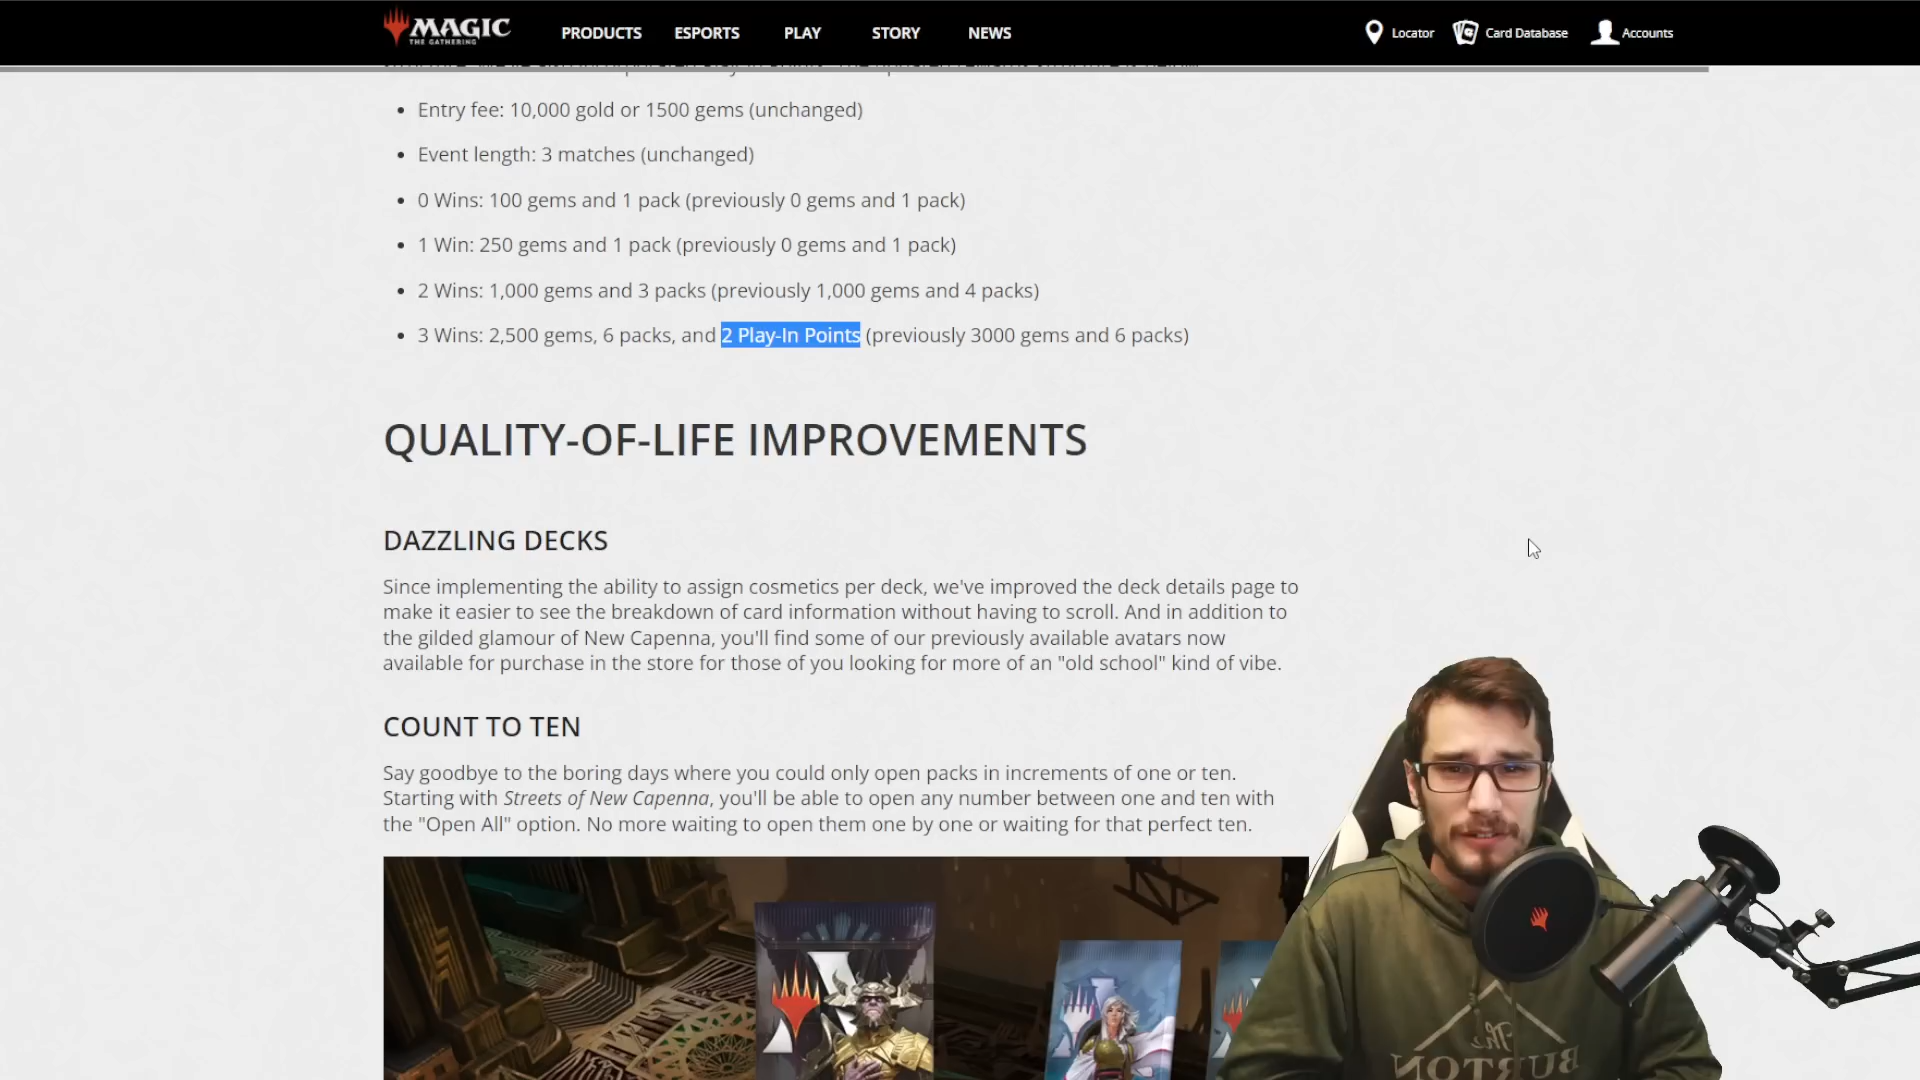 MAGIC
THE GATHERING
PRODUCTS
ESPORTS
PLAY
STORY
NEWS
Locator
Card Database
Accounts
• Entry fee: 10,000 gold or 1500 gems (unchanged)
• Event length: 3 matches (unchanged)
• 0 Wins: 100 gems and 1 pack (previously 0 gems and 1 pack)
• 1 Win: 250 gems and 1 pack (previously 0 gems and 1 pack)
• 2 Wins: 1,000 gems and 3 packs (previously 1,000 gems and 4 packs)
• 3 Wins: 2,500 gems, 6 packs, and 2 Play-In Points (previously 3000 gems and 6 packs)
QUALITY-OF-LIFE IMPROVEMENTS
DAZZLING DECKS
Since implementing the ability to assign cosmetics per deck, we've improved the deck details page to
make it easier to see the breakdown of card information without having to scroll. And in addition to
the gilded glamour of New Capenna, you'll find some of our previously available avatars now
available for purchase in the store for those of you looking for more of an "old school" kind of vibe.
COUNT TO TEN
Say goodbye to the boring days where you could only open packs in increments of one or ten.
Starting with Streets of New Capenna, you'll be able to open any number between one and ten with
the "Open All" option. No more waiting to open them one by one or waiting for that perfect ten.
The
BURTON